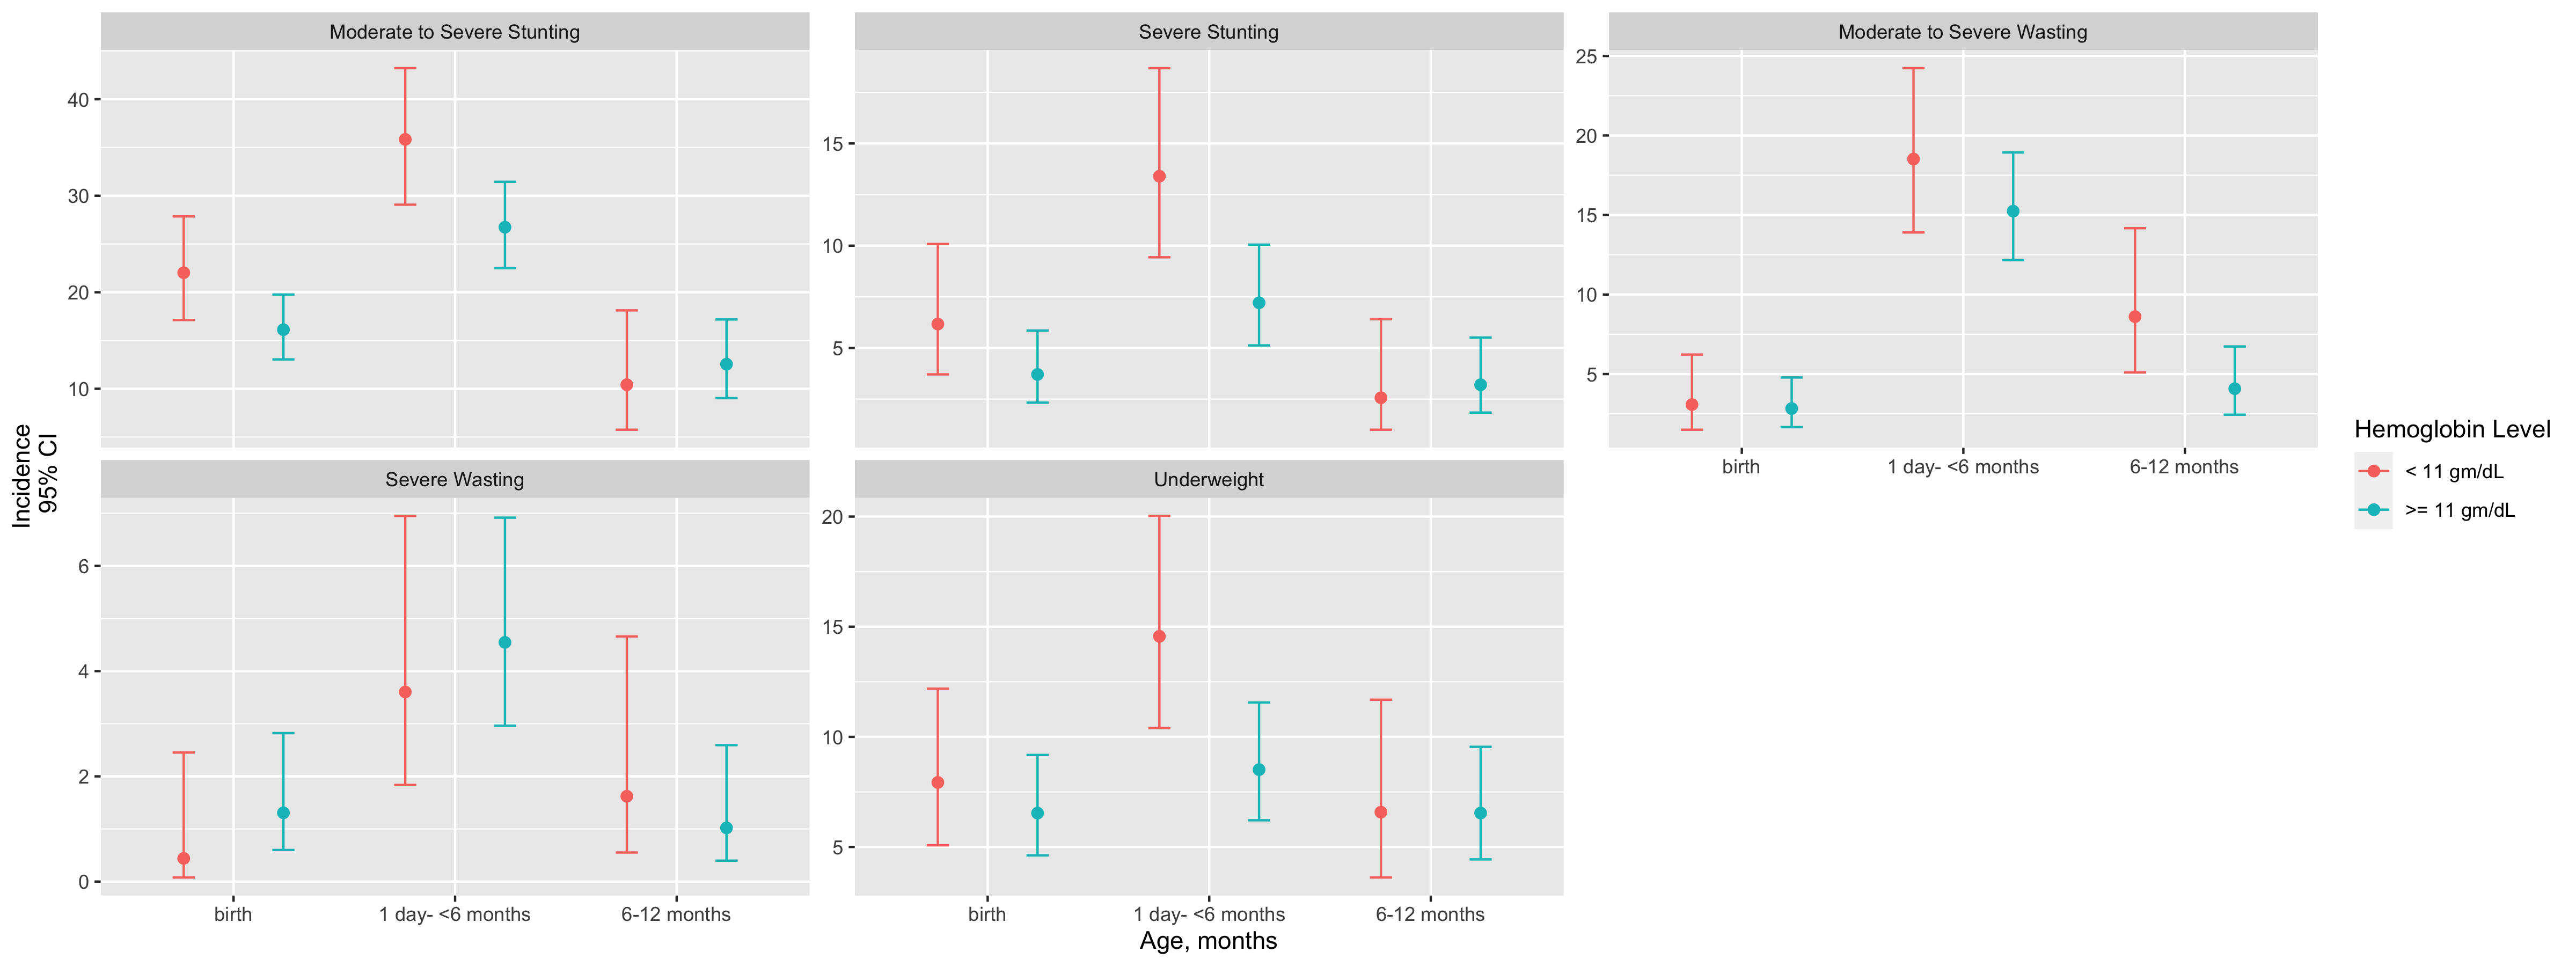 Moderate to Severe Stunting
Severe Stunting
Moderate to Severe Wasting
40
30
20
10
15
10
5
25
20
15
10
5
birth
1 day- <6 months
6-12 months
Incidence
95% CI
Severe Wasting
Underweight
6
4
2
0
20
15
10
5
birth
1 day- <6 months
6-12 months
birth
1 day- <6 months
6-12 months
Age, months
Hemoglobin Level
< 11 gm/dL
>= 11 gm/dL